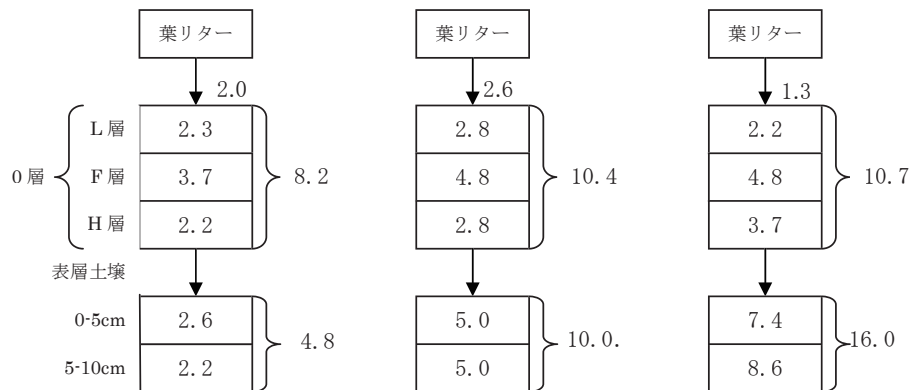 葉リター 葉リター 葉リター
2.0 2.6 1.3
L 層 2.3 2.8 2.2
0 層 F 層 3.7 8.2 4.8 10.4 4.8 10.7
H 層 2.2 2.8 3.7
表層土壌
0-5cm 2.6 5.0 7.4
4.8 10.0. 16.0
5-10cm 2.2 5.0 8.6